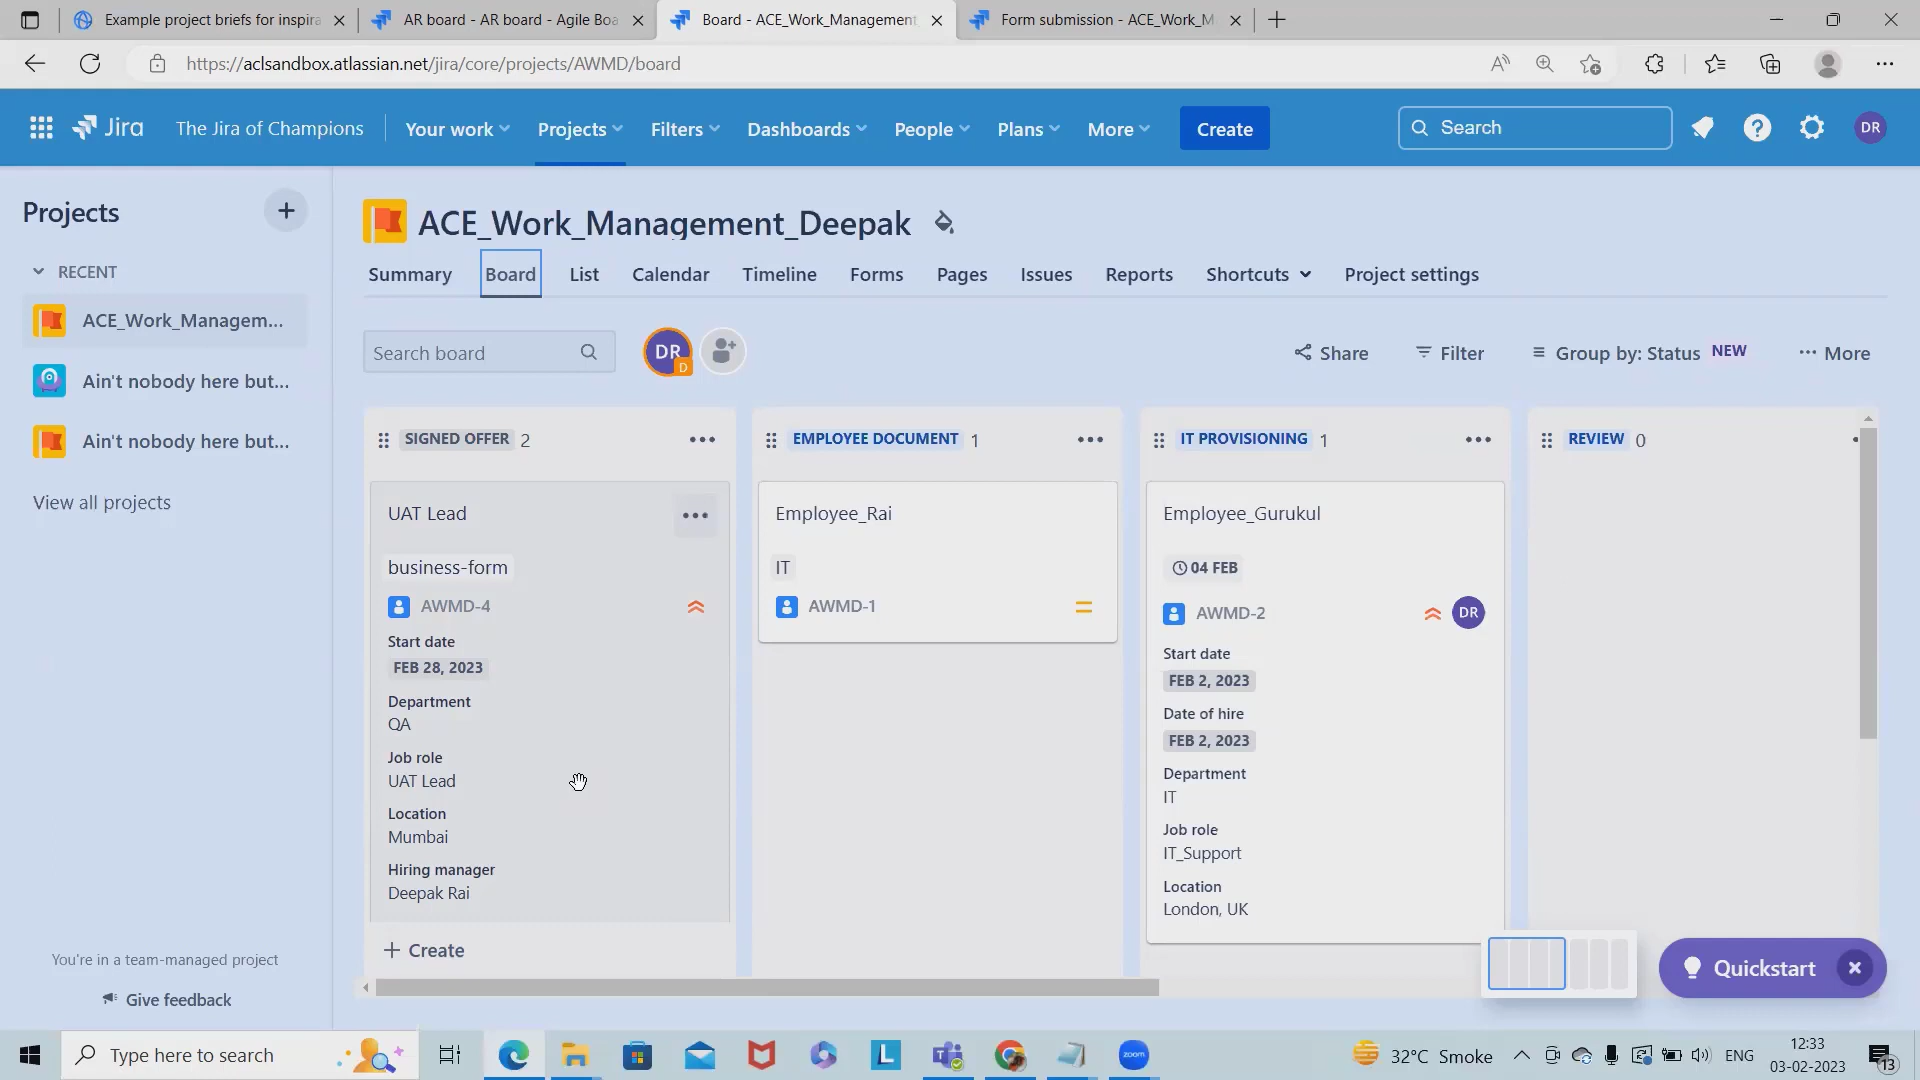 Example project briefs for inspira
AR board - AR board - Agile Boa
Board - ACE_Work_Management_
Form submission - ACE_Work_M
https://aclsandbox.atlassian.net/jira/core/projects/AWMD/board
Jira
The Jira of Champions
Your work
Projects
Filters
Dashboards
People
Plans
More
Create
Search
DR
Projects
RECENT
ACE_Work_Managem...
Ain't nobody here but...
Ain't nobody here but...
View all projects
You're in a team-managed project
Give feedback
ACE_Work_Management_Deepak
Summary
Board
List
Calendar
Timeline
Forms
Pages
Issues
Reports
Shortcuts
Project settings
Search board
DR
D
Share
Filter
Group by: Status NEW
More
SIGNED OFFER 2
UAT Lead
business-form
AWMD-4
Start date
FEB 28, 2023
Department
QA
Job role
UAT Lead
Location
Mumbai
Hiring manager
Deepak Rai
+ Create
EMPLOYEE DOCUMENT 1
Employee_Rai
IT
AWMD-1
IT PROVISIONING 1
Employee_Gurukul
04 FEB
AWMD-2
DR
Start date
FEB 2, 2023
Date of hire
FEB 2, 2023
Department
IT
Job role
IT_Support
Location
London, UK
REVIEW 0
Quickstart
Type here to search
L
zoom
32°C Smoke
ENG
12:33
03-02-2023
13